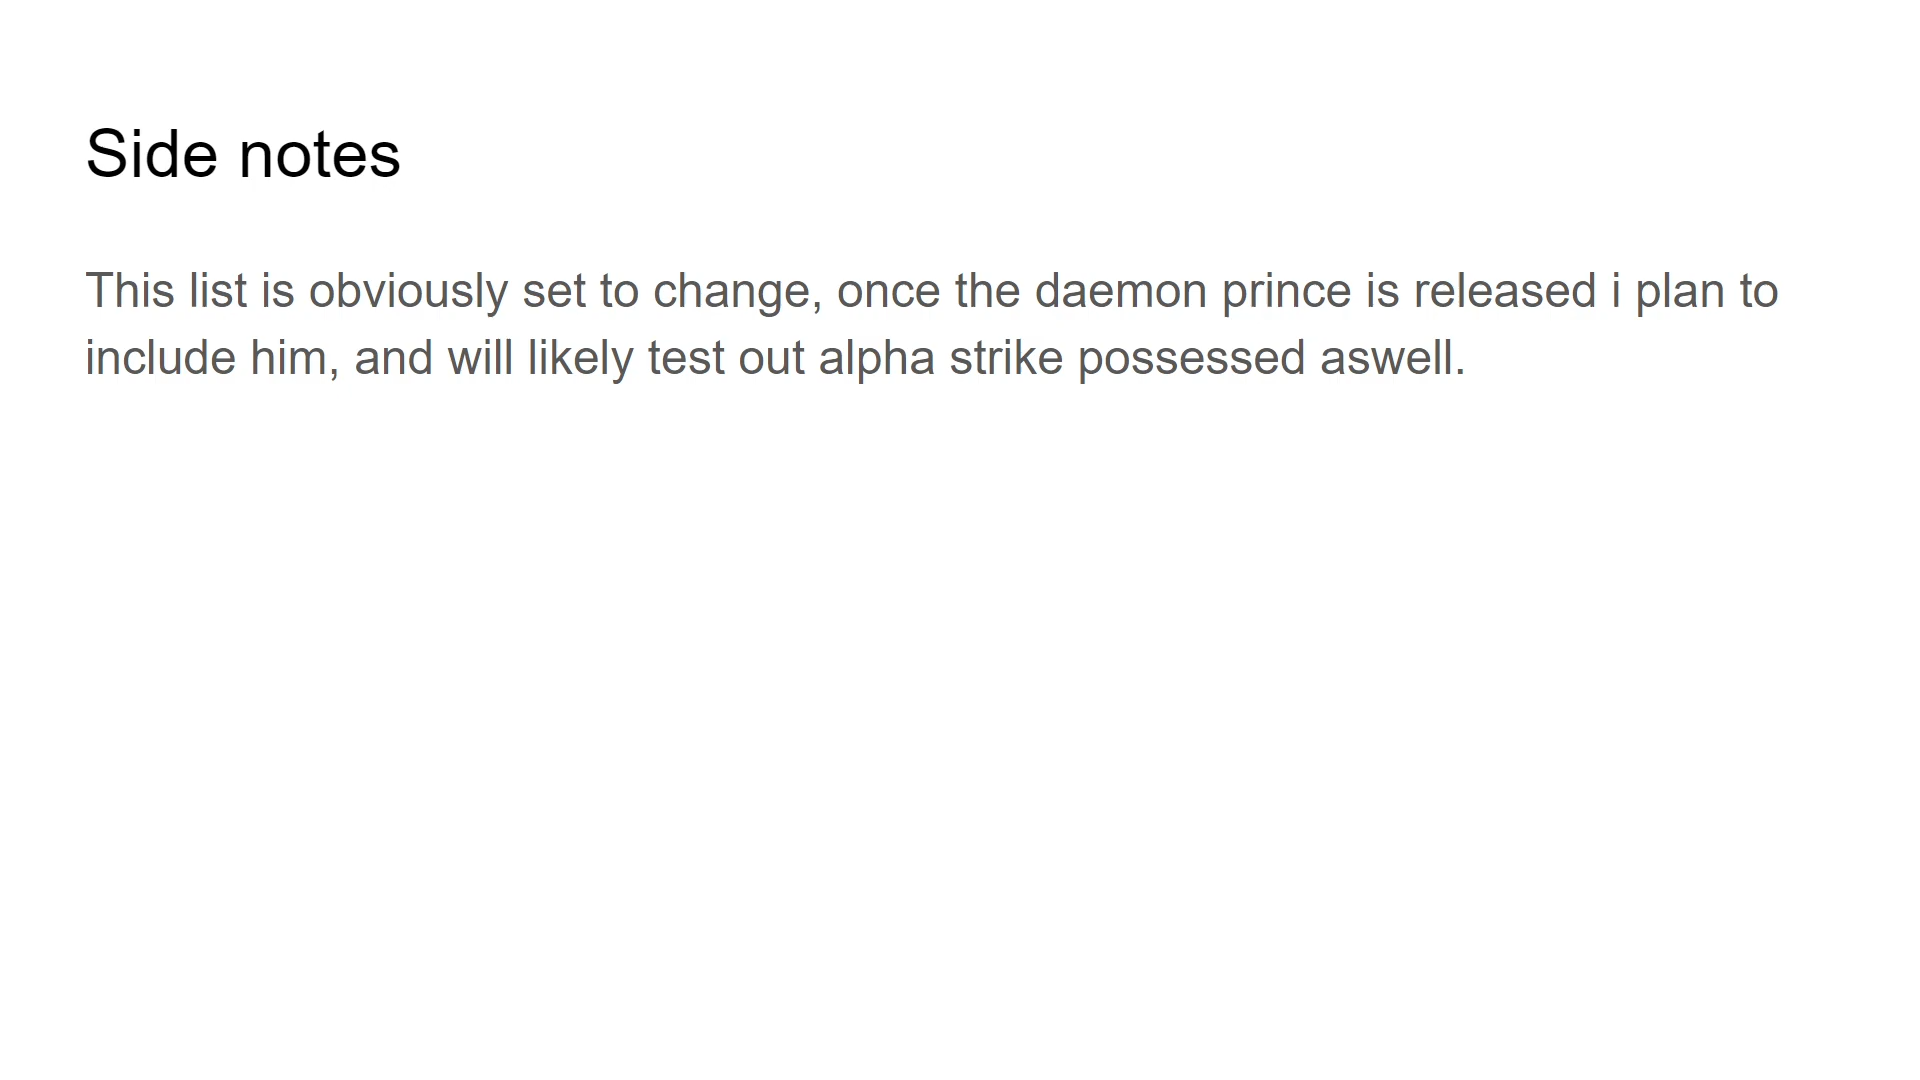 Side notes
This list is obviously set to change, once the daemon prince is released i plan to
include him, and will likely test out alpha strike possessed aswell.